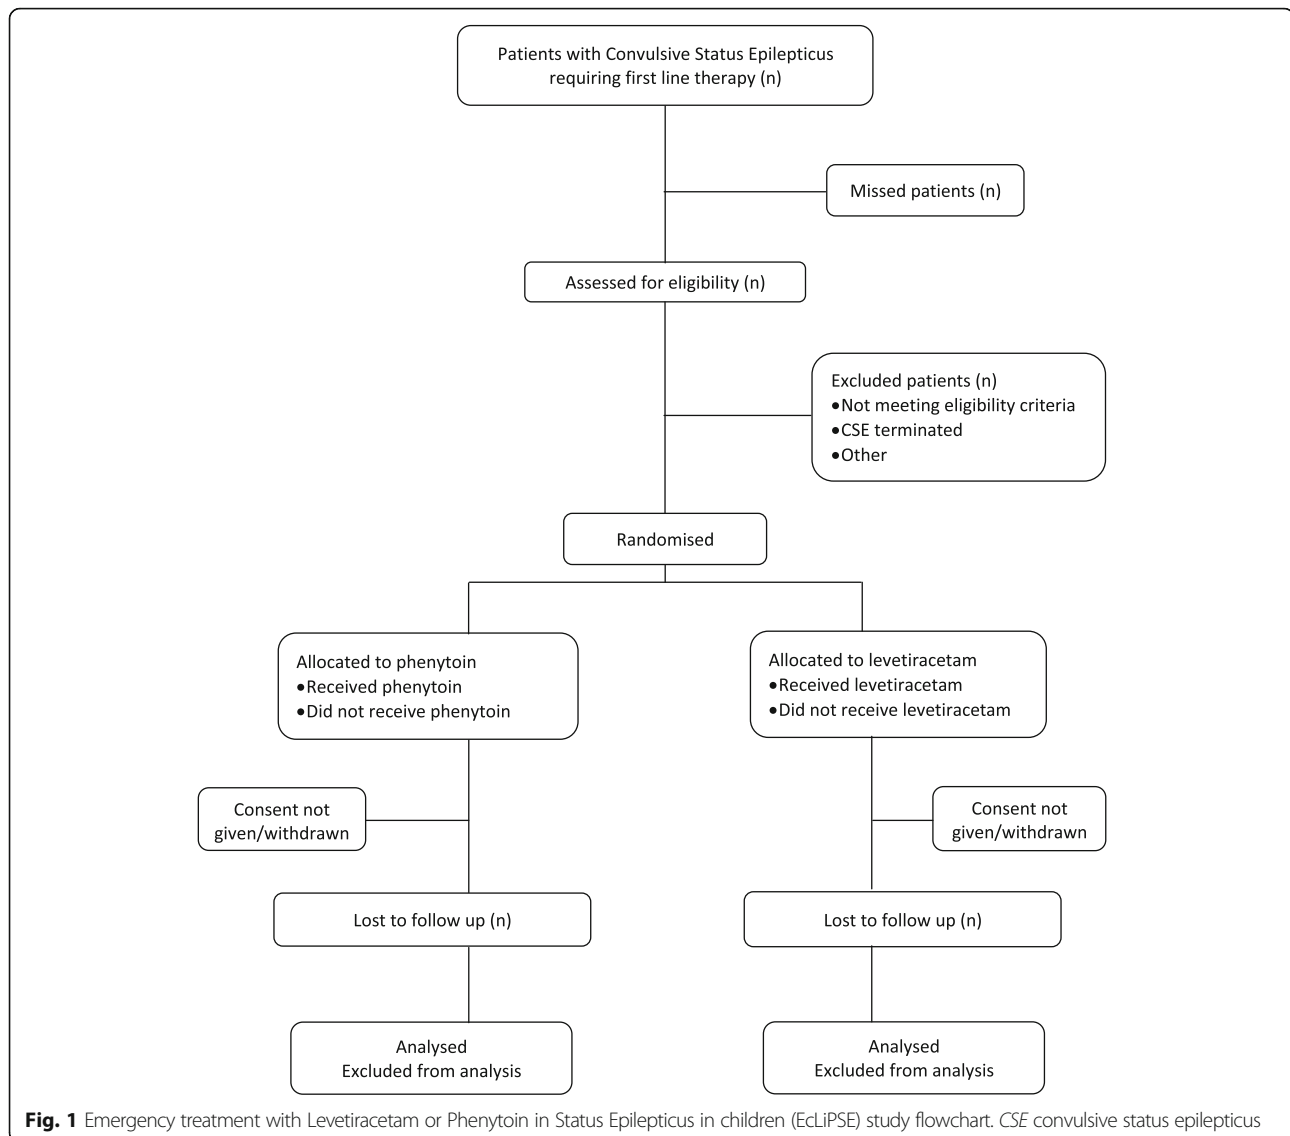 Patients with Convulsive Status Epilepticus
requiring first line therapy (n)
Missed patients (n)
Assessed for eligibility (n)
Excluded patients (n)
•Not meeting eligibility criteria
•CSE terminated
•Other
Randomised
Allocated to phenytoin
•Received phenytoin
•Did not receive phenytoin
Allocated to levetiracetam
•Received levetiracetam
•Did not receive levetiracetam
Consent not
given/withdrawn
Consent not
given/withdrawn
Lost to follow up (n)
Lost to follow up (n)
Analysed
Excluded from analysis
Analysed
Excluded from analysis
Fig. 1 Emergency treatment with Levetiracetam or Phenytoin in Status Epilepticus in children (EcLiPSE) study flowchart. CSE convulsive status epilepticus